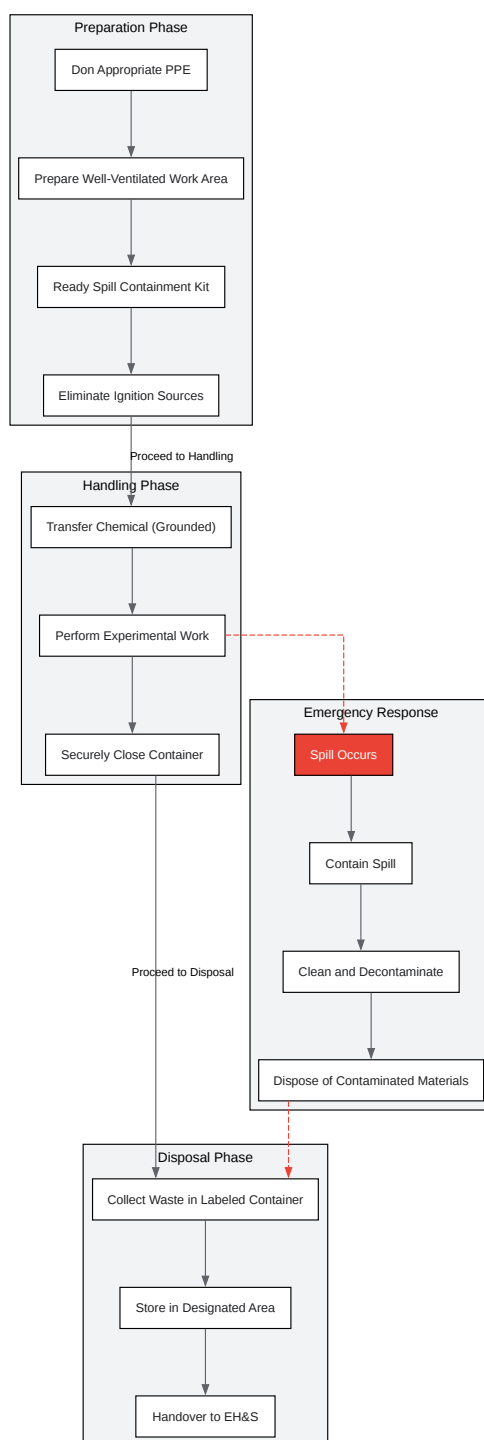 Preparation Phase
Don Appropriate PPE
Prepare Well-Ventilated Work Area
Ready Spill Containment Kit
Eliminate Ignition Sources
Proceed to Handling
Handling Phase
Transfer Chemical (Grounded)
Perform Experimental Work
Securely Close Container
Emergency Response
Spill Occurs
Contain Spill
Clean and Decontaminate
Dispose of Contaminated Materials
Proceed to Disposal
Disposal Phase
Collect Waste in Labeled Container
Store in Designated Area
Handover to EH&S